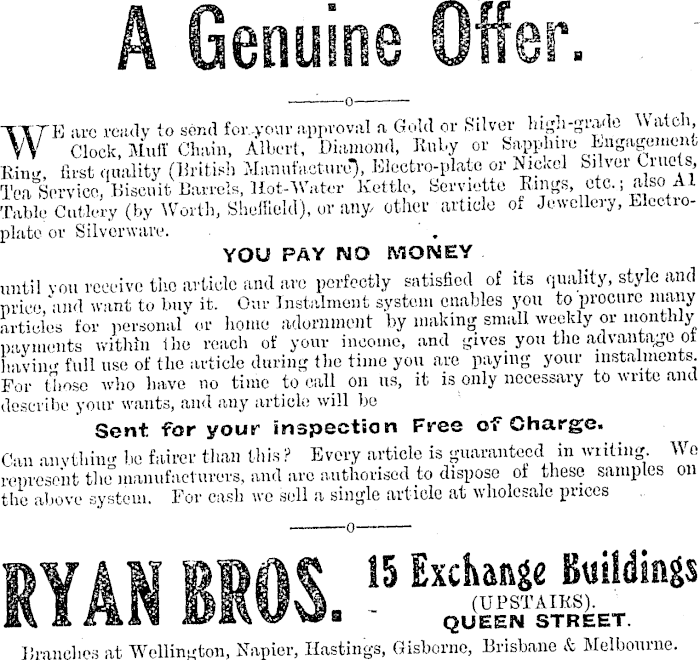 A Genuine Offer.
WE are ready to send for your approval a Gold or Silver high-grade Watch,
Clock, Muff Chain, Albert, Diamond, Ruby or Sapphire Engagement
Ring, first quality (British Manufacture), Electro-plate or Nickel Silver Cruets,
Tea Service, Biscuit Barrels, Hot-Water Kettle, Serviette Rings, etc.; also A1
Table Cutlery (by Worth, Sheffield), or any other article of Jewellery, Electro-
plate or Silverware.
YOU PAY NO MONEY
until you receive the article and are perfectly satisfied of its quality, style and
price, and want to buy it. Our Instalment system enables you to procure many
articles for personal or home adornment by making small weekly or monthly
payments within the reach of your income, and gives you the advantage of
having full use of the article during the time you are paying your instalments.
For those who have no time to call on us, it is only necessary to write and
describe your wants, and any article will be
Sent for your inspection Free of Charge.
Can anything be fairer than this? Every article is guaranteed in writing. We
represent the manufacturers, and are authorised to dispose of these samples on
the above system. For cash we sell a single article at wholesale prices
RYAN BROS.
15 Exchange Buildings
(UPSTAIRS).
QUEEN STREET.
Branches at Wellington, Napier, Hastings, Gisborne, Brisbane & Melbourne.